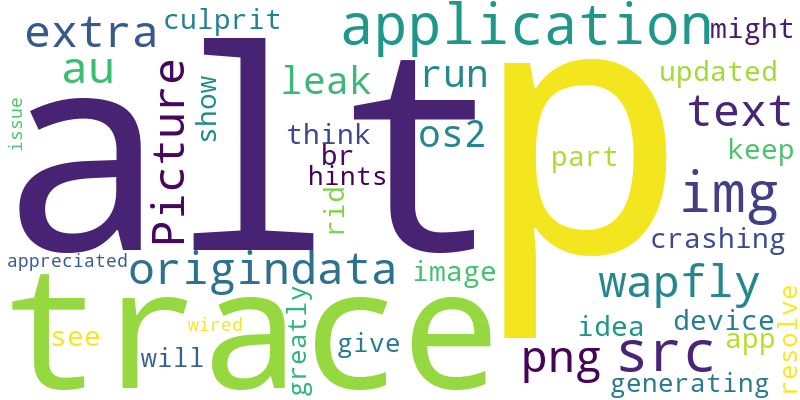 culprit
extra
application
might
au
leak
run
updated
alt
p
Picture
show
issue
think
os2
text
br
hints
part
keep
rid
img
crashing
appreciated
origindata
image
wapfly
trace
see
wired
will
greatly
give
idea
device
png
src
app
generating
resolve